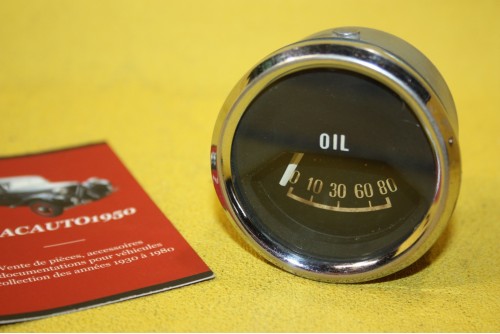 OIL
0 10 30 60 80
ACAUTO1950
Vente de pièces, accessoires
documentations pour véhicules
collection des années 1930 à 1980